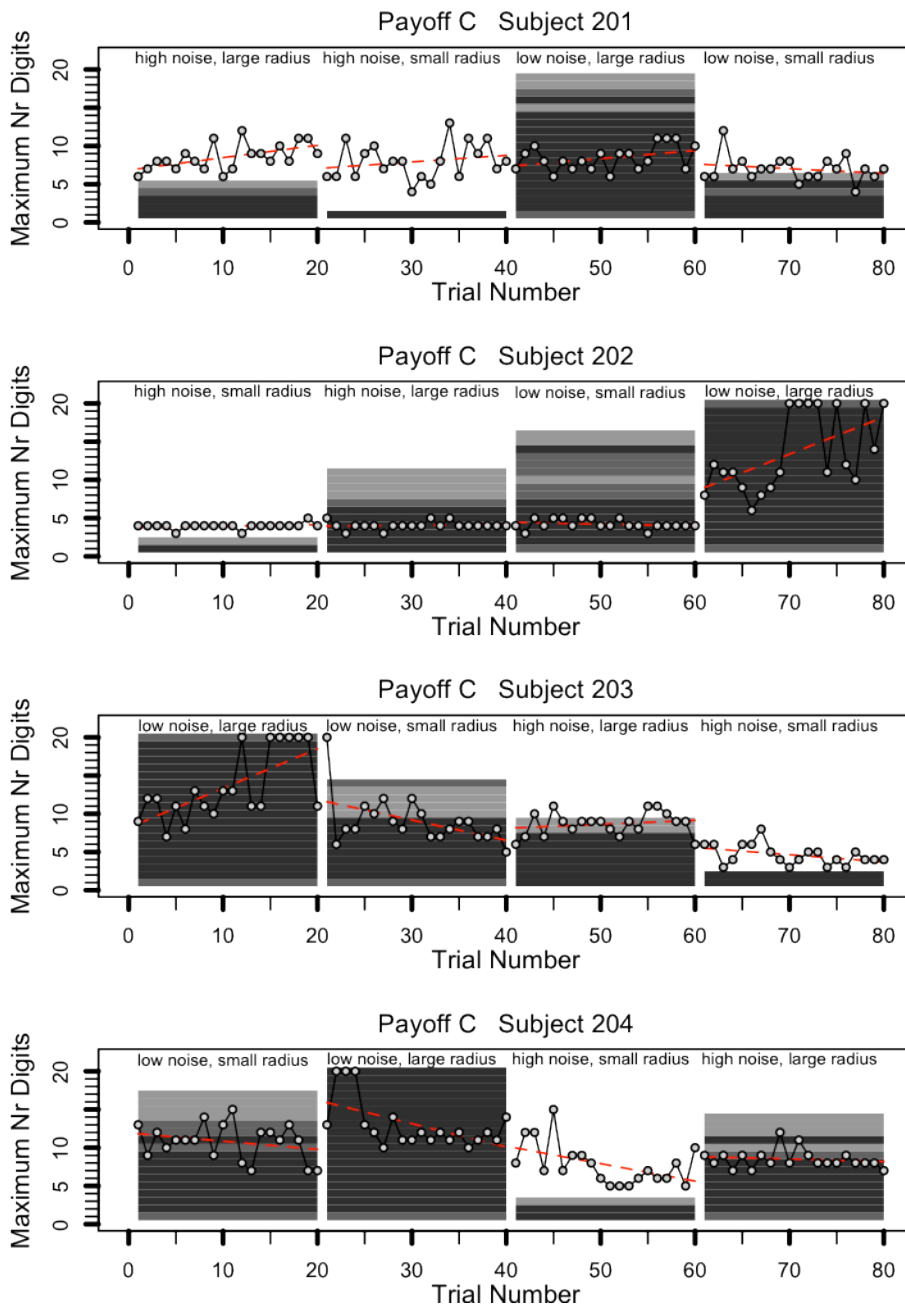 Payoff C Subject 201
Maximum Nr Digits
high noise, large radius high noise, small radius low noise, large radius low noise, small radius
20
10
5
0
0 20 30 40 50 60 70 80
Trial Number
Payoff C Subject 202
Maximum Nr Digits
high noise, small radius high noise, large radius low noise, small radius low noise, large radius
20
10
5
0
0 20 30 40 50 60 70 80
Trial Number
Payoff C Subject 203
Maximum Nr Digits
low noise, large radius low noise, small radius high noise, large radius high noise, small radius
20
10
5
0
0 20 30 40 50 60 70 80
Trial Number
Payoff C Subject 204
Maximum Nr Digits
low noise, small radius low noise, large radius high noise, small radius high noise, large radius
20
10
5
0
0 20 30 40 50 60 70 80
Trial Number